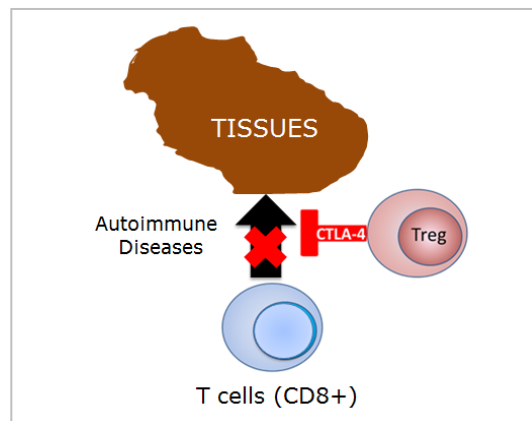 TISSUES
Autoimmune
Diseases
CTLA-4
Treg
T cells (CD8+)